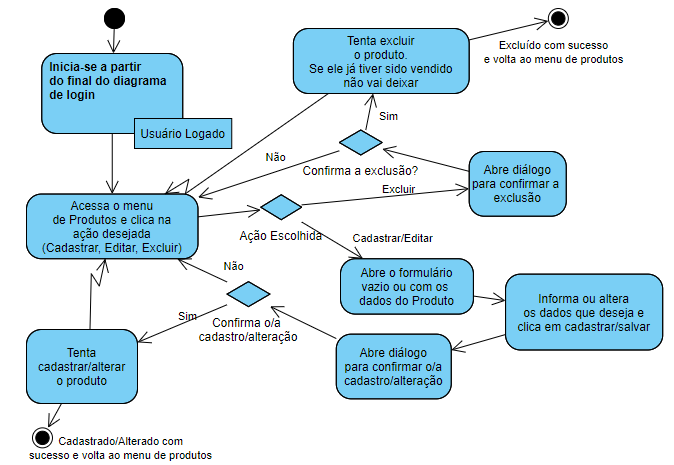 Inicia-se a partir
do final do diagrama
de login
Usuário Logado
Tenta excluir
o produto.
Se ele já tiver sido vendido
não vai deixar
Excluído com sucesso
e volta ao menu de produtos
Sim
Não
Confirma a exclusão?
Abre diálogo
para confirmar a
exclusão
Excluir
Acessa o menu
de Produtos e clica na
ação desejada
(Cadastrar, Editar, Excluir)
Ação Escolhida
Cadastrar/Editar
Abre o formulário
vazio ou com os
dados do Produto
Informa ou altera
os dados que deseja e
clica em cadastrar/salvar
Não
Sim
Confirma o/a
cadastro/alteração
Abre diálogo
para confirmar o/a
cadastro/alteração
Tenta
cadastrar/alterar
o produto
Cadastrado/Alterado com
sucesso e volta ao menu de produtos